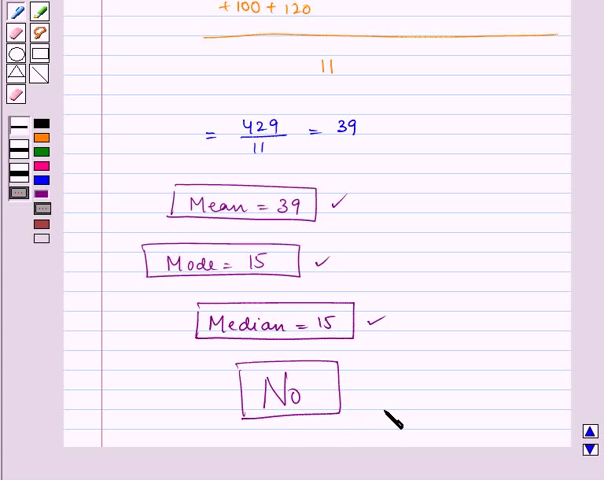 + 100 + 120
11
= 429/11 = 39
Mean = 39 ✓
Mode = 15 ✓
Median = 15 ✓
No